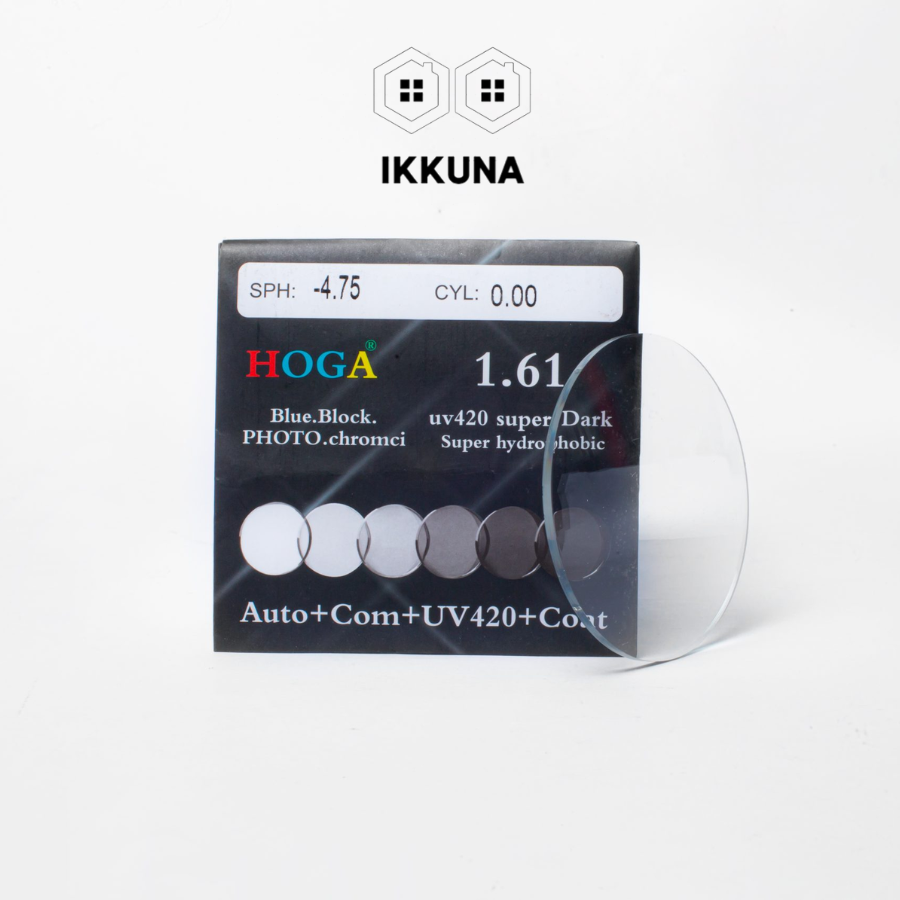 IKKUNA
SPH: -4.75 CYL: 0.00
HOGA®
1.61
Blue.Block.
PHOTO.chromci
uv420 super Dark
Super hydrophobic
Auto+Com+UV420+Coat